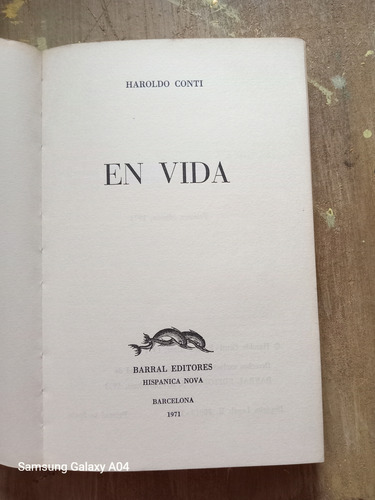 HAROLDO CONTI
EN VIDA
BARRAL EDITORES
HISPANICA NOVA
BARCELONA
1971
Samsung Galaxy A04